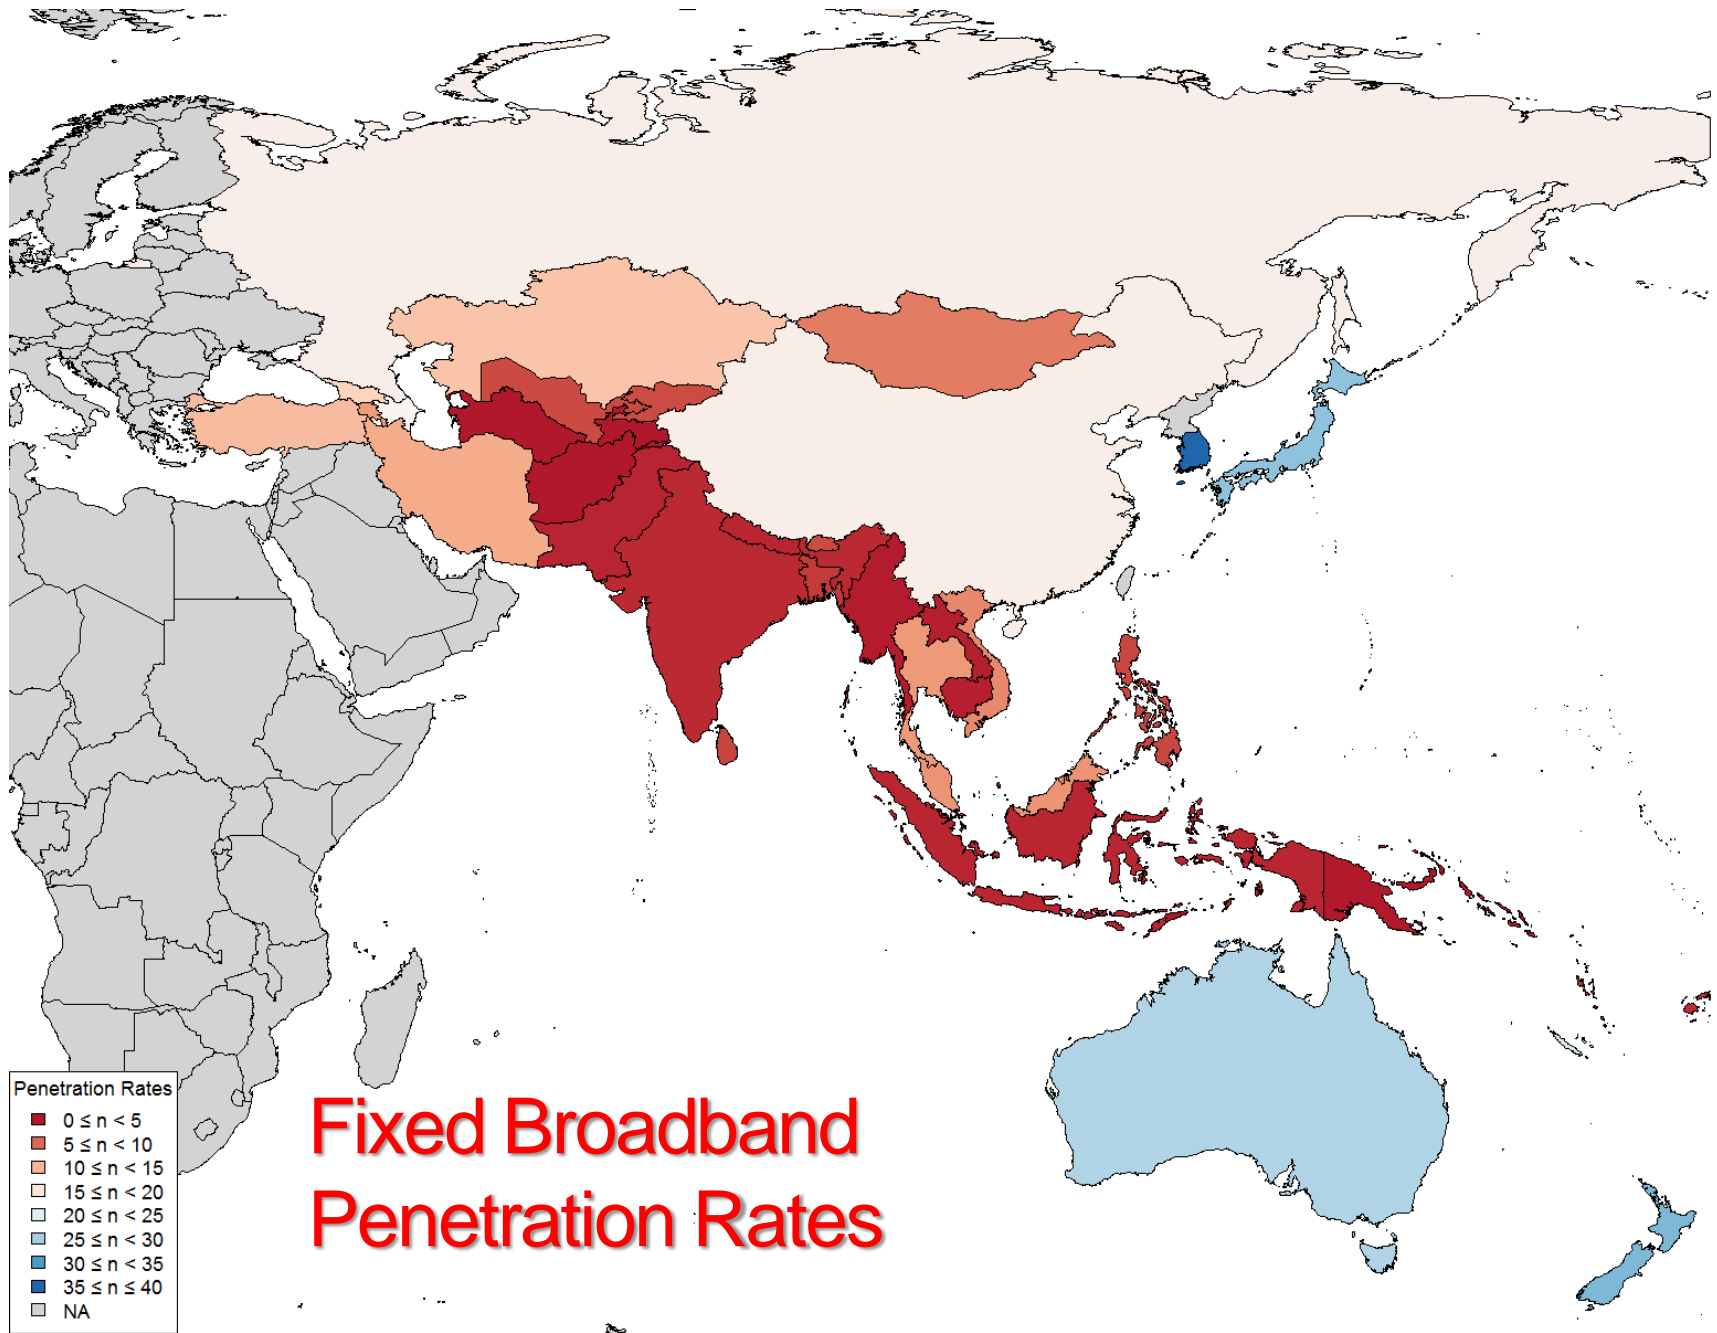 Penetration Rates
0 ≤ n < 5
5 ≤ n < 10
10 ≤ n < 15
15 ≤ n < 20
20 ≤ n < 25
25 ≤ n < 30
30 ≤ n < 35
35 ≤ n ≤ 40
NA
Fixed Broadband
Penetration Rates